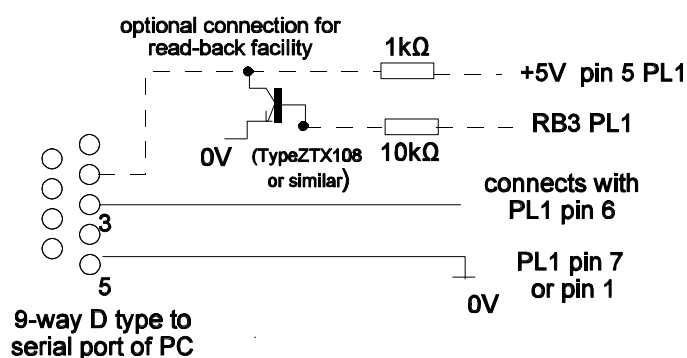 optional connection for
read-back facility
1kΩ
+5V pin 5 PL1
RB3 PL1
0V
(TypeZTX108
or similar)
10kΩ
connects with
PL1 pin 6
3
PL1 pin 7
or pin 1
5
0V
9-way D type to
serial port of PC